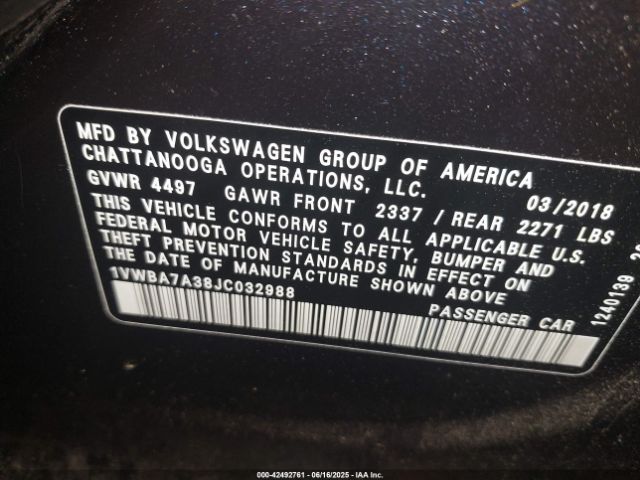 MFD BY VOLKSWAGEN GROUP OF AMERICA
CHATTANOOGA OPERATIONS, LLC.
03/2018
GVWR 4497 GAWR FRONT 2337 / REAR 2271 LBS
THIS VEHICLE CONFORMS TO ALL APPLICABLE U.S.
FEDERAL MOTOR VEHICLE SAFETY, BUMPER AND
THEFT PREVENTION STANDARDS IN EFFECT ON
THE DATE OF MANUFACTURE SHOWN ABOVE
1VWBA7A38JC032988
PASSENGER CAR
1240139
000-42492761 - 06/16/2025 - IAA Inc.